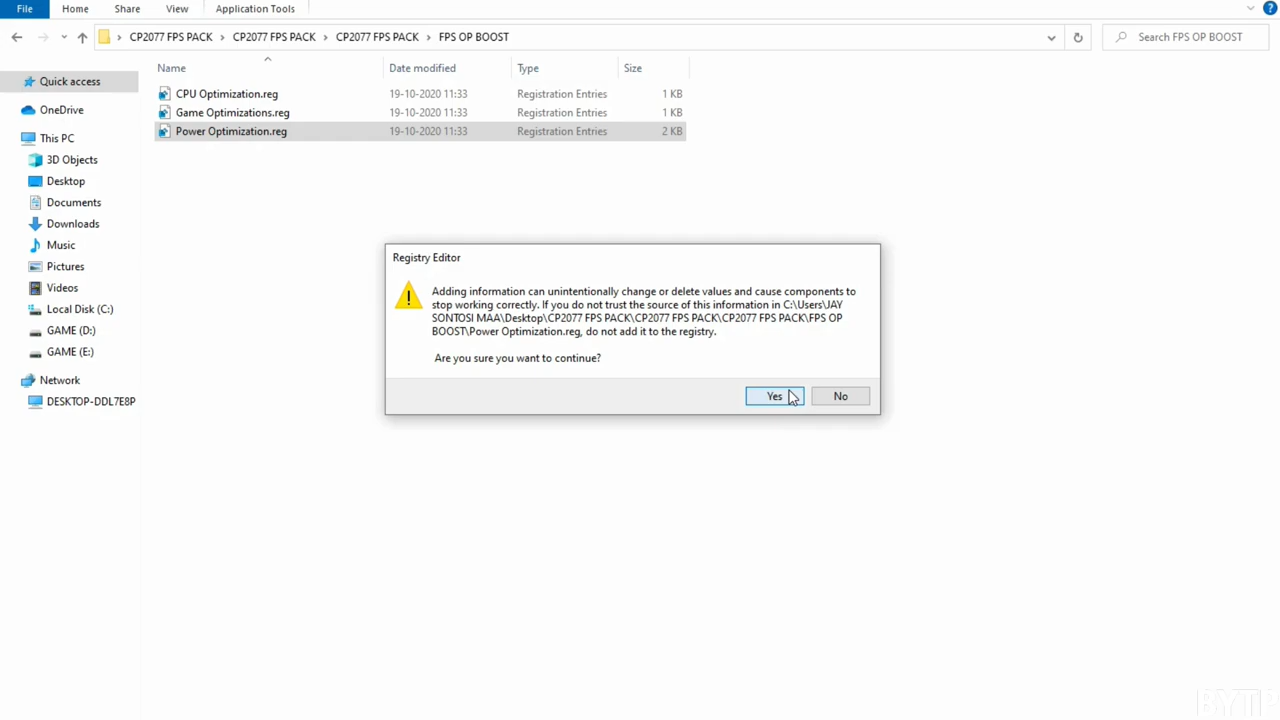 File Home Share View Application Tools
CP2077 FPS PACK CP2077 FPS PACK CP2077 FPS PACK FPS OP BOOST Search FPS OP BOOST
Name Date modified Type Size
CPU Optimization.reg 19-10-2020 11:33 Registration Entries 1 KB
Game Optimizations.reg 19-10-2020 11:33 Registration Entries 1 KB
Power Optimization.reg 19-10-2020 11:33 Registration Entries 2 KB
Quick access
OneDrive
This PC
3D Objects
Desktop
Documents
Downloads
Music
Pictures
Videos
Local Disk (C:)
GAME (D:)
GAME (E:)
Network
DESKTOP-DDL7E8P
Registry Editor
Adding information can unintentionally change or delete values and cause components to
stop working correctly. If you do not trust the source of this information in C:\Users\JAY
SONTOSI MAA\Desktop\CP2077 FPS PACK\CP2077 FPS PACK\CP2077 FPS PACK\FPS OP
BOOST\Power Optimization.reg, do not add it to the registry.
Are you sure you want to continue?
Yes No